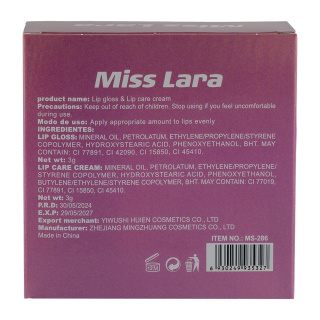 Miss Lara
Miss Lara
product name: Lip gloss & Lip care cream
Precautions: Keep out of reach of children. Stop using if you feel uncomfortable
during use.
Modo de uso: Apply appropriate amount to lips evenly
INGREDIENTES:
LIP GLOSS: MINERAL OIL, PETROLATUM, ETHYLENE/PROPYLENE/STYRENE
COPOLYMER, HYDROXYSTEARIC ACID, PHENOXYETHANOL, BHT. MAY
CONTAIN: CI 77891, CI 42090, CI 15850, CI 45410.
Net wt: 3g
LIP CARE CREAM: MINERAL OIL, PETROLATUM, ETHYLENE/PROPYLENE/
STYRENE COPOLYMER, HYDROXYSTEARIC ACID, PHENOXYETHANOL,
BUTYLENE/ETHYLENE/STYRENE COPOLYMER, BHT. MAY CONTAIN: CI 77019,
CI 77891, CI 15850, CI 45410.
Net wt: 3g
P.R.D: 30/05/2024
E.X.P: 29/05/2027
Exporter: YIWUSHI HUIEN COSMETICS CO., LTD
Manufacturer: ZHEJIANG MINGZHUANG COSMETICS CO., LTD
Made in China
ITEM NO.: MS-286
6 930249 935327